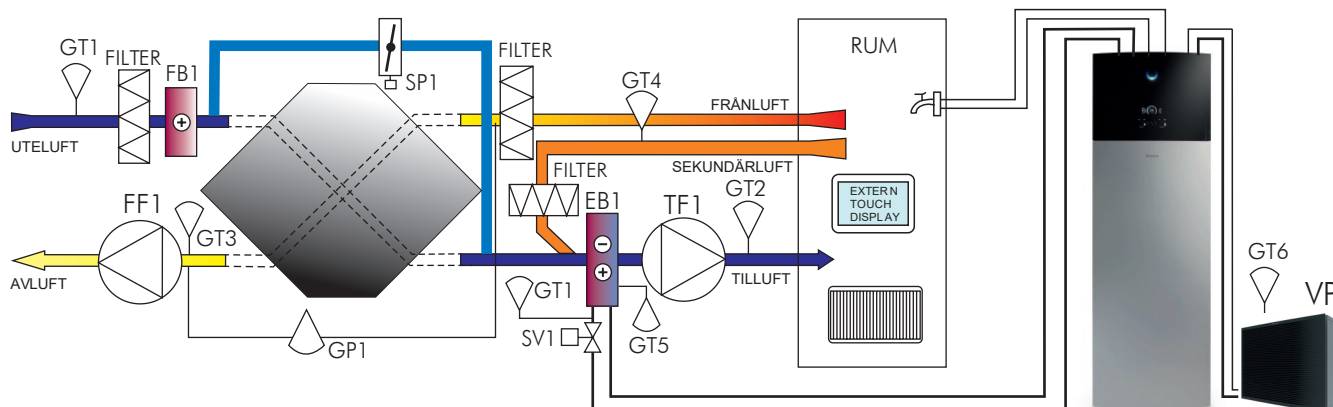 GT1
FILTER
FB1
UTELUFT
SP1
FILTER
GT4
FRÅNLUFT
SEKUNDÄRLUFT
RUM
FILTER
EB1
TF1
GT2
EXTERN
TOUCH
DISPLAY
FF1
GT3
AVLUFT
GP1
GT1
SV1
GT5
TILLUFT
GT6
VP